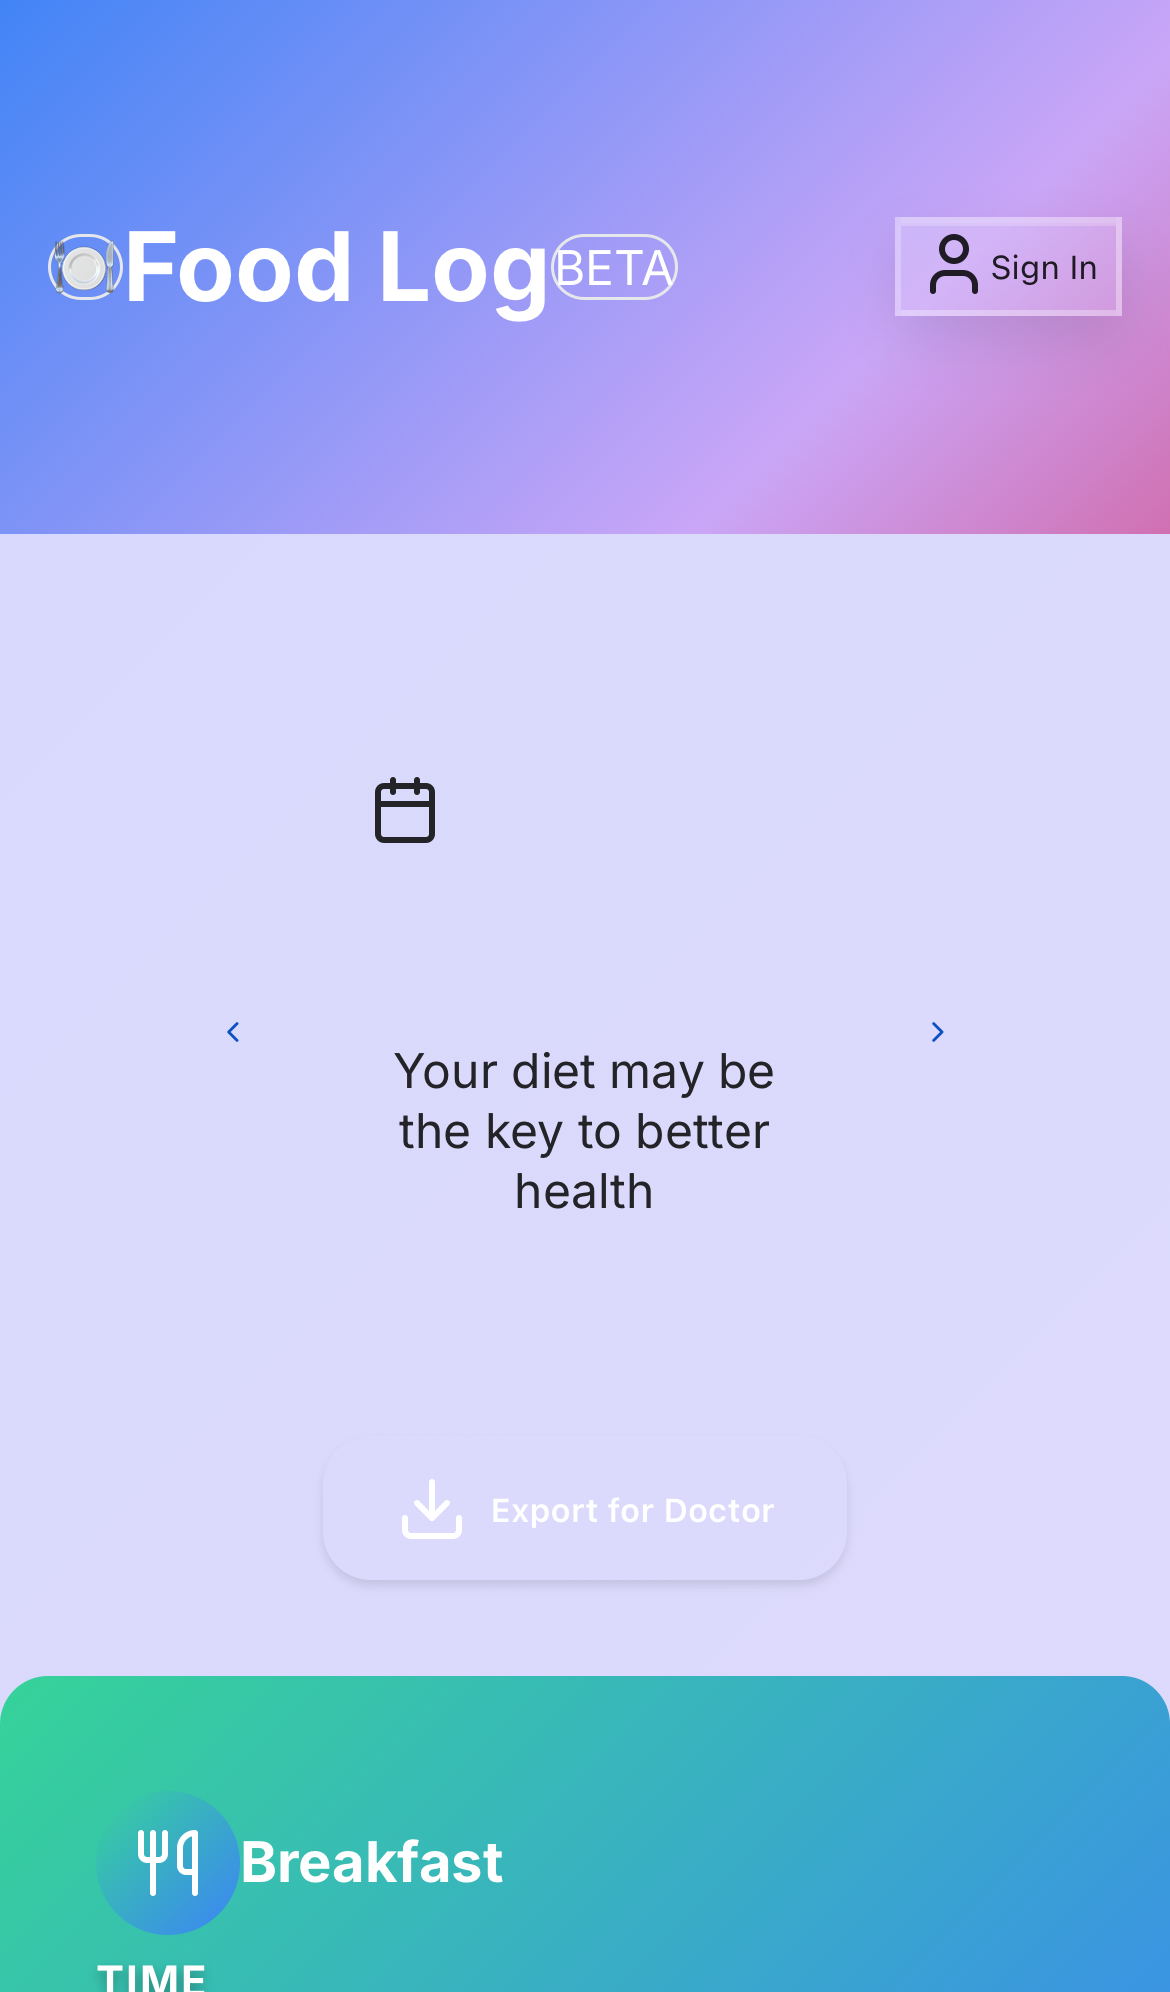 Food Log BETA
Sign In
Your diet may be
the key to better
health
Export for Doctor
Breakfast
TIME